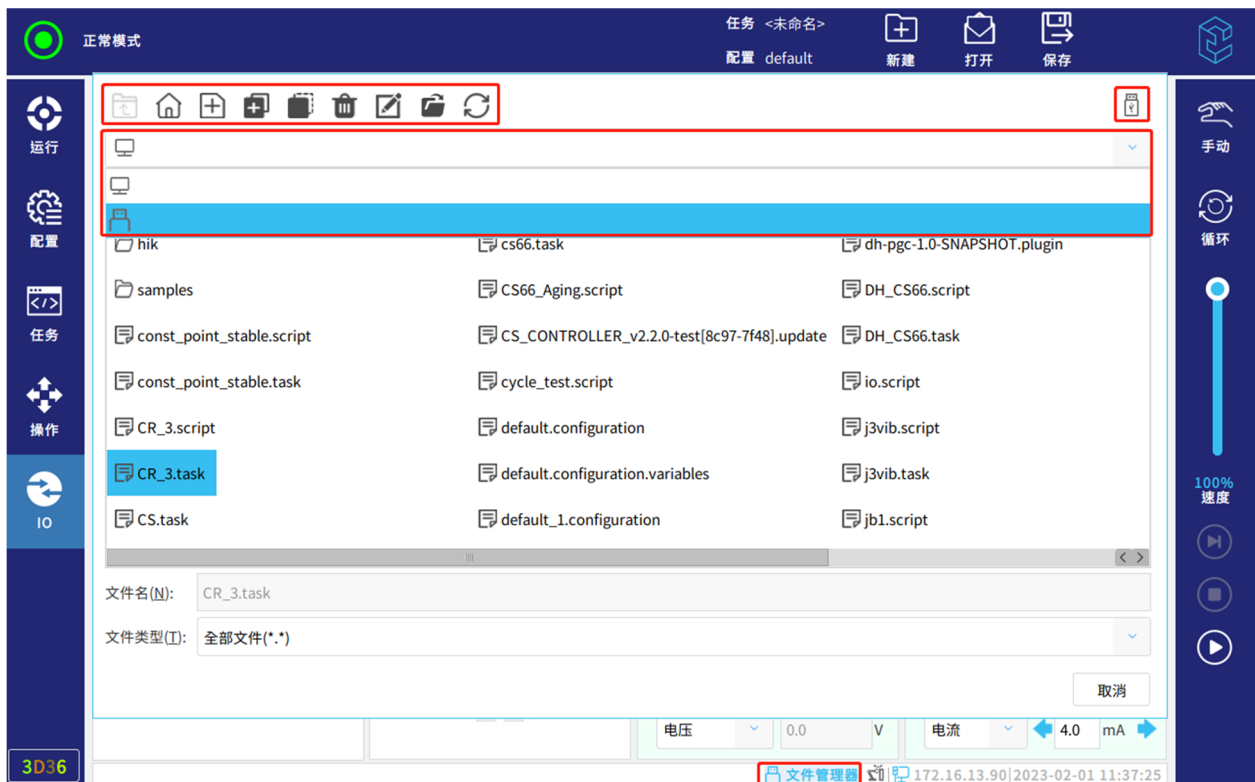 正常模式
任务 <未命名>
配置 default
新建
打开
保存
运行
配置
任务
操作
IO
3D36
hik
cs66.task
dh-pgc-1.0-SNAPSHOT.plugin
samples
CS66_Aging.script
DH_CS66.script
const_point_stable.script
CS_CONTROLLER_v2.2.0-test[8c97-7f48].update
DH_CS66.task
const_point_stable.task
cycle_test.script
io.script
CR_3.script
default.configuration
j3vib.script
CR_3.task
default.configuration.variables
j3vib.task
CS.task
default_1.configuration
jb1.script
文件名(N): CR_3.task
文件类型(T): 全部文件(*.*)
取消
电压 0.0 V
电流 4.0 mA
文件管理器 172.16.13.90|2023-02-01 11:37:25
手动
循环
100%
速度